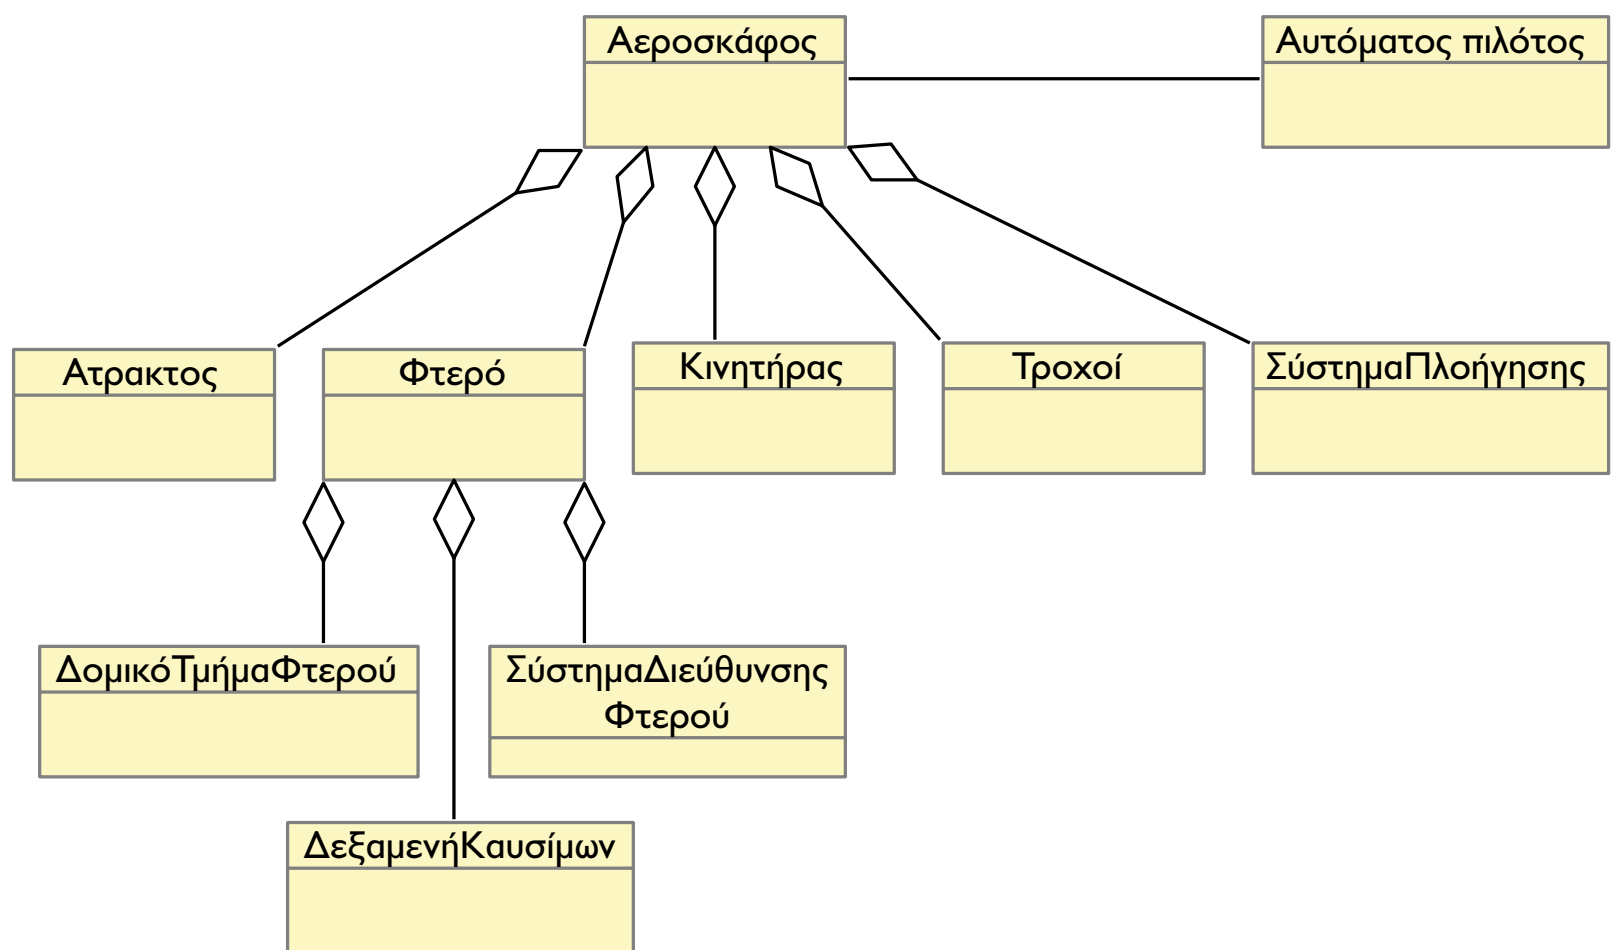 Αεροσκάφος
Αυτόματος πιλότος
Ατρακτος
Φτερό
Κινητήρας
Τροχοί
ΣύστημαΠλοήγησης
ΔομικόΤμήμαΦτερού
ΣύστημαΔιεύθυνσης
Φτερού
ΔεξαμενήΚαυσίμων